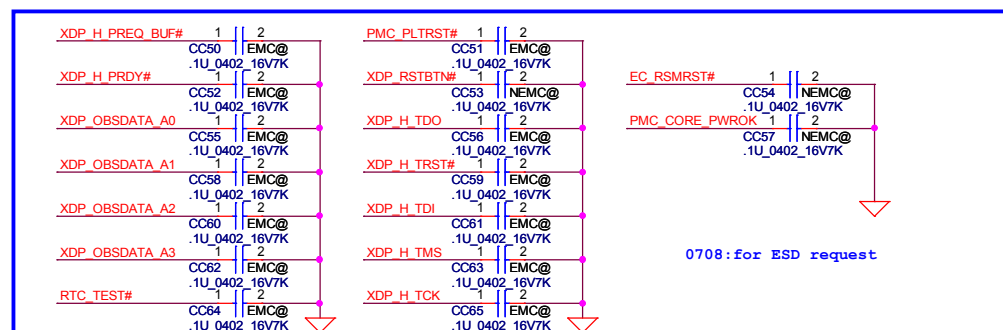 XDP_H_PREQ_BUF# 1 2
CC50 EMC@
.1U_0402_16V7K
XDP_H_PRDY# 1 2
CC52 EMC@
.1U_0402_16V7K
XDP_OBSDATA_A0 1 2
CC55 EMC@
.1U_0402_16V7K
XDP_OBSDATA_A1 1 2
CC58 EMC@
.1U_0402_16V7K
XDP_OBSDATA_A2 1 2
CC60 EMC@
.1U_0402_16V7K
XDP_OBSDATA_A3 1 2
CC62 EMC@
.1U_0402_16V7K
RTC_TEST# 1 2
CC64 EMC@
.1U_0402_16V7K
PMC_PLTRST# 1 2
CC51 EMC@
.1U_0402_16V7K
XDP_RSTBTN# 1 2
CC53 NEMC@
.1U_0402_16V7K
XDP_H_TDO 1 2
CC56 EMC@
.1U_0402_16V7K
XDP_H_TRST# 1 2
CC59 EMC@
.1U_0402_16V7K
XDP_H_TDI 1 2
CC61 EMC@
.1U_0402_16V7K
XDP_H_TMS 1 2
CC63 EMC@
.1U_0402_16V7K
XDP_H_TCK 1 2
CC65 EMC@
.1U_0402_16V7K
EC_RSMRST# 1 2
CC54 NEMC@
.1U_0402_16V7K
PMC_CORE_PWROK 1 2
CC57 NEMC@
.1U_0402_16V7K
0708:for ESD request